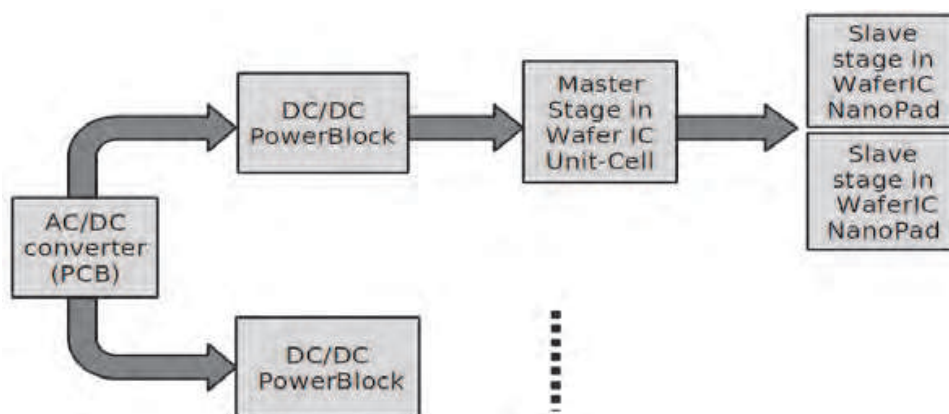 AC/DC
converter
(PCB)
DC/DC
PowerBlock
Master
Stage in
Wafer IC
Unit-Cell
Slave
stage in
WaferIC
NanoPad
Slave
stage in
WaferIC
NanoPad
DC/DC
PowerBlock